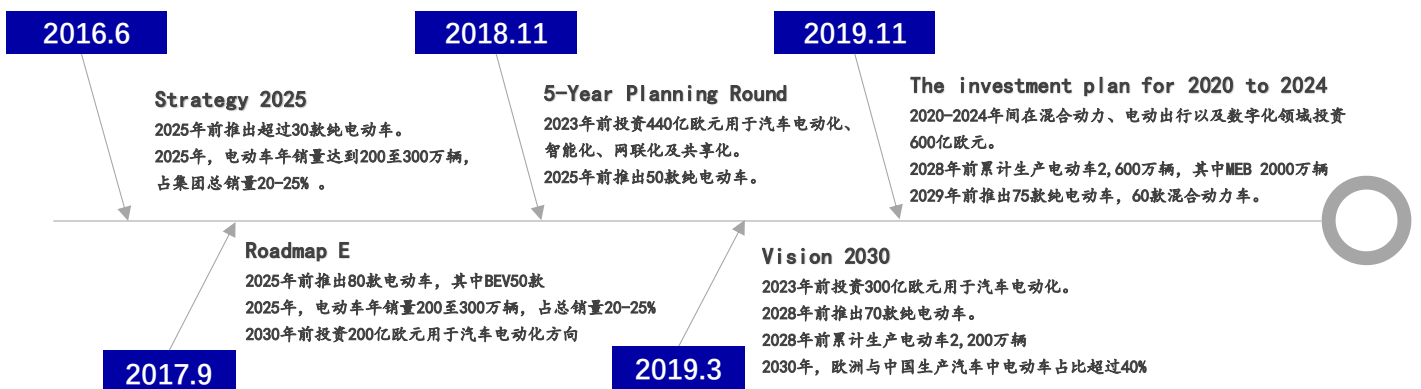 2016.6
2018.11
2019.11
Strategy 2025
2025年前推出超过30款纯电动车。
2025年，电动车年销量达到200至300万辆，
占集团总销量20-25% 。
5-Year Planning Round
2023年前投资440亿欧元用于汽车电动化、
智能化、网联化及共享化。
2025年前推出50款纯电动车。
The investment plan for 2020 to 2024
2020-2024年间在混合动力、电动出行以及数字化领域投资
600亿欧元。
2028年前累计生产电动车2,600万辆，其中MEB 2000万辆
2029年前推出75款纯电动车，60款混合动力车。
Roadmap E
2025年前推出80款电动车，其中BEV50款
2025年，电动车年销量200至300万辆，占总销量20-25%
2030年前投资200亿欧元用于汽车电动化方向
Vision 2030
2023年前投资300亿欧元用于汽车电动化。
2028年前推出70款纯电动车。
2028年前累计生产电动车2,200万辆
2030年，欧洲与中国生产汽车中电动车占比超过40%
2017.9
2019.3